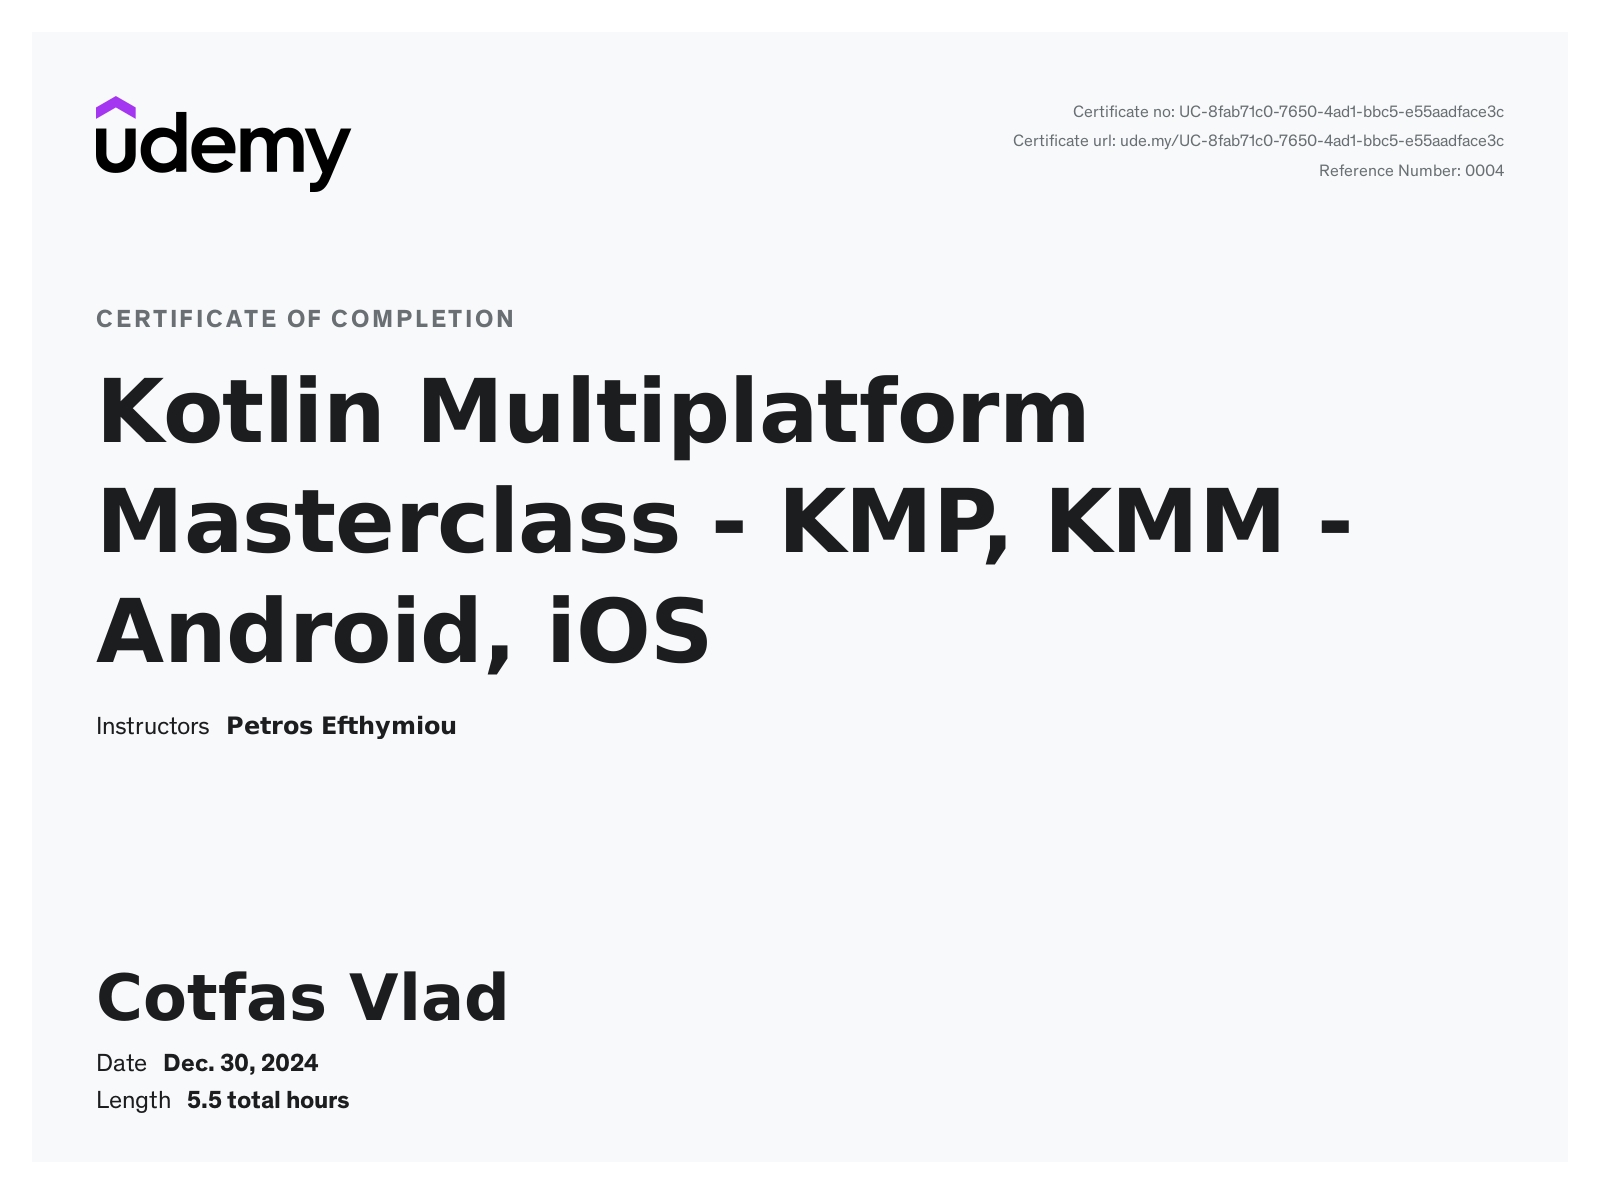 udemy
Certificate no: UC-8fab71c0-7650-4ad1-bbc5-e55aadface3c
Certificate url: ude.my/UC-8fab71c0-7650-4ad1-bbc5-e55aadface3c
Reference Number: 0004
CERTIFICATE OF COMPLETION
Kotlin Multiplatform
Masterclass - KMP, KMM -
Android, iOS
Instructors Petros Efthymiou
Cotfas Vlad
Date Dec. 30, 2024
Length 5.5 total hours